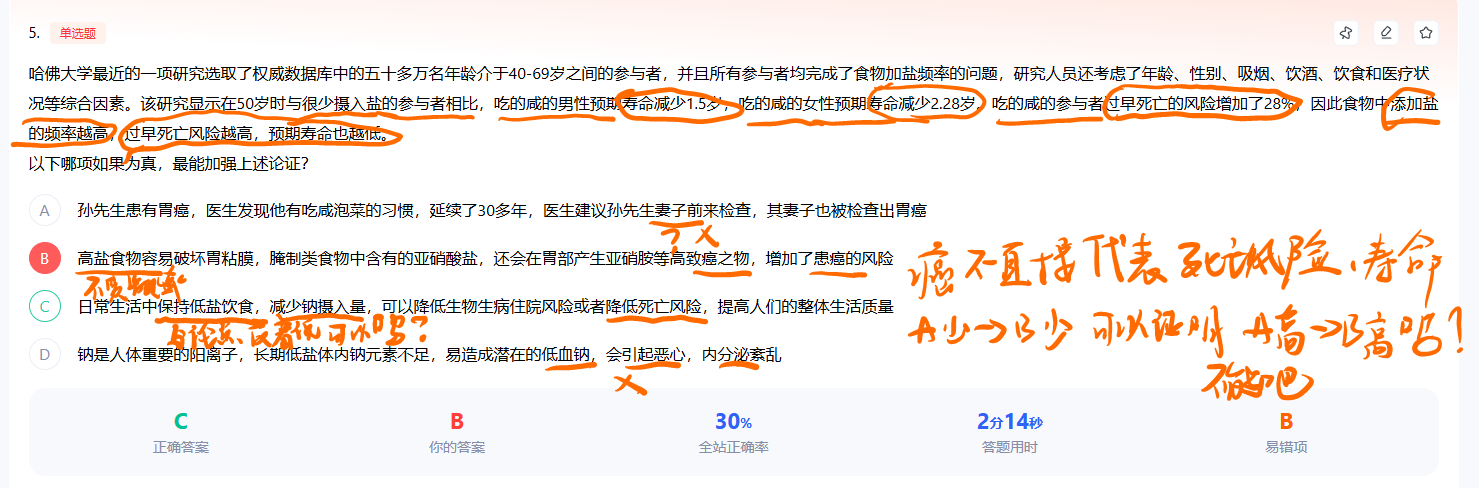 5. 单选题
哈佛大学最近的一项研究选取了权威数据库中的五十多万名年龄介于40-69岁之间的参与者，并且所有参与者均完成了食物加盐频率的问题，研究人员还考虑了年龄、性别、吸烟、饮酒、饮食和医疗状
况等综合因素。该研究显示在50岁时与很少摄入盐的参与者相比，吃的咸的男性预期寿命减少1.5岁，吃的咸的女性预期寿命减少2.28岁，吃的咸的参与者过早死亡的风险增加了28%，因此食物中添加盐
的频率越高，过早死亡风险越高，预期寿命也越低。
以下哪项如果为真，最能加强上述论证？
A 孙先生患有胃癌，医生发现他有吃咸泡菜的习惯，延续了30多年，医生建议孙先生妻子前来检查，其妻子也被检查出胃癌
?×
B 高盐食物容易破坏胃粘膜，腌制类食物中含有的亚硝酸盐，还会在胃部产生亚硝胺等高致癌之物，增加了患癌的风险
癌不直接代表死亡风险、寿命
C 日常生活中保持低盐饮食，减少钠摄入量，可以降低生物生病住院风险或者降低死亡风险，提高人们的整体生活质量
A少→B少 可以证明 A高→B高吗?
D 钠是人体重要的阳离子，长期低盐体内钠元素不足，易造成潜在的低血钠，会引起恶心，内分泌紊乱
×
C B 30% 2分14秒 B
正确答案 你的答案 全站正确率 答题用时 易错项